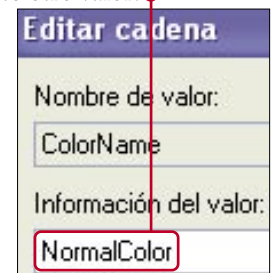 Editar cadena
Nombre de valor:
ColorName
Información del valor:
NormalColor